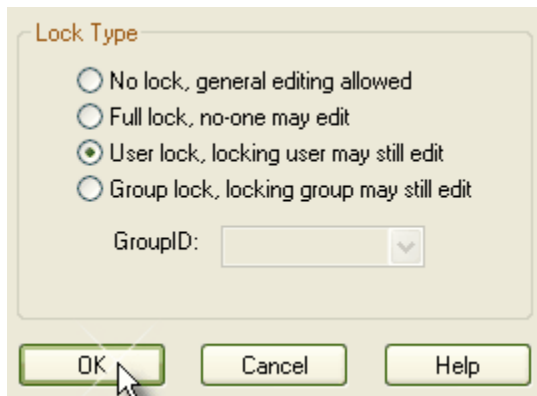 Lock Type
No lock, general editing allowed
Full lock, no-one may edit
User lock, locking user may still edit
Group lock, locking group may still edit
GroupID:
OK
Cancel
Help